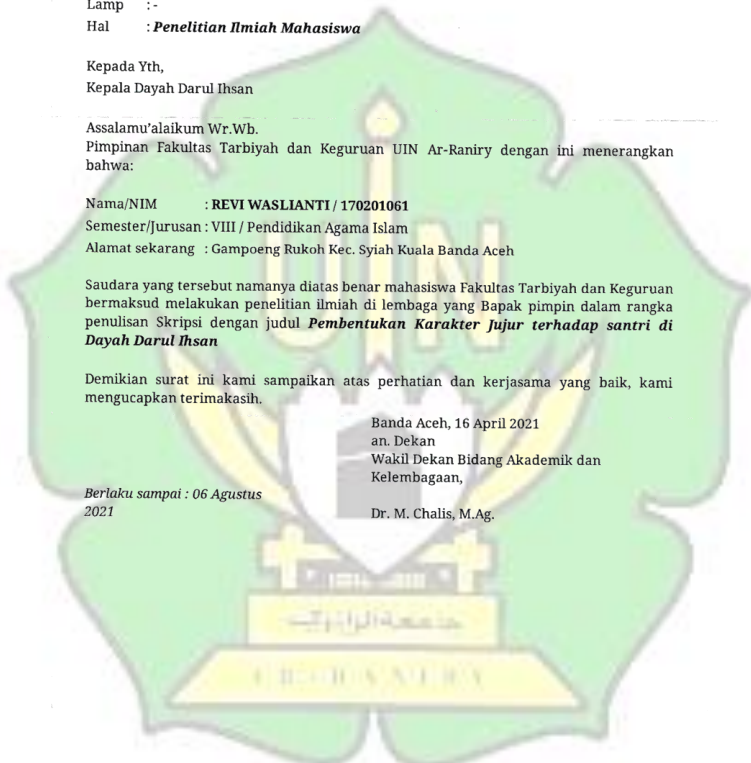 Lamp : -
Hal : Penelitian Ilmiah Mahasiswa
Kepada Yth,
Kepala Dayah Darul Ihsan
Assalamu'alaikum Wr.Wb.
Pimpinan Fakultas Tarbiyah dan Keguruan UIN Ar-Raniry dengan ini menerangkan
bahwa:
Nama/NIM : REVI WASLIANTI / 170201061
Semester/Jurusan : VIII / Pendidikan Agama Islam
Alamat sekarang : Gampoeng Rukoh Kec. Syiah Kuala Banda Aceh
Saudara yang tersebut namanya diatas benar mahasiswa Fakultas Tarbiyah dan Keguruan
bermaksud melakukan penelitian ilmiah di lembaga yang Bapak pimpin dalam rangka
penulisan Skripsi dengan judul Pembentukan Karakter Jujur terhadap santri di
Dayah Darul Ihsan
Demikian surat ini kami sampaikan atas perhatian dan kerjasama yang baik, kami
mengucapkan terimakasih.
Banda Aceh, 16 April 2021
an. Dekan
Wakil Dekan Bidang Akademik dan
Kelembagaan,
Berlaku sampai : 06 Agustus
2021
Dr. M. Chalis, M.Ag.
UIN
جامعة الرانيري
AR-RANIRY